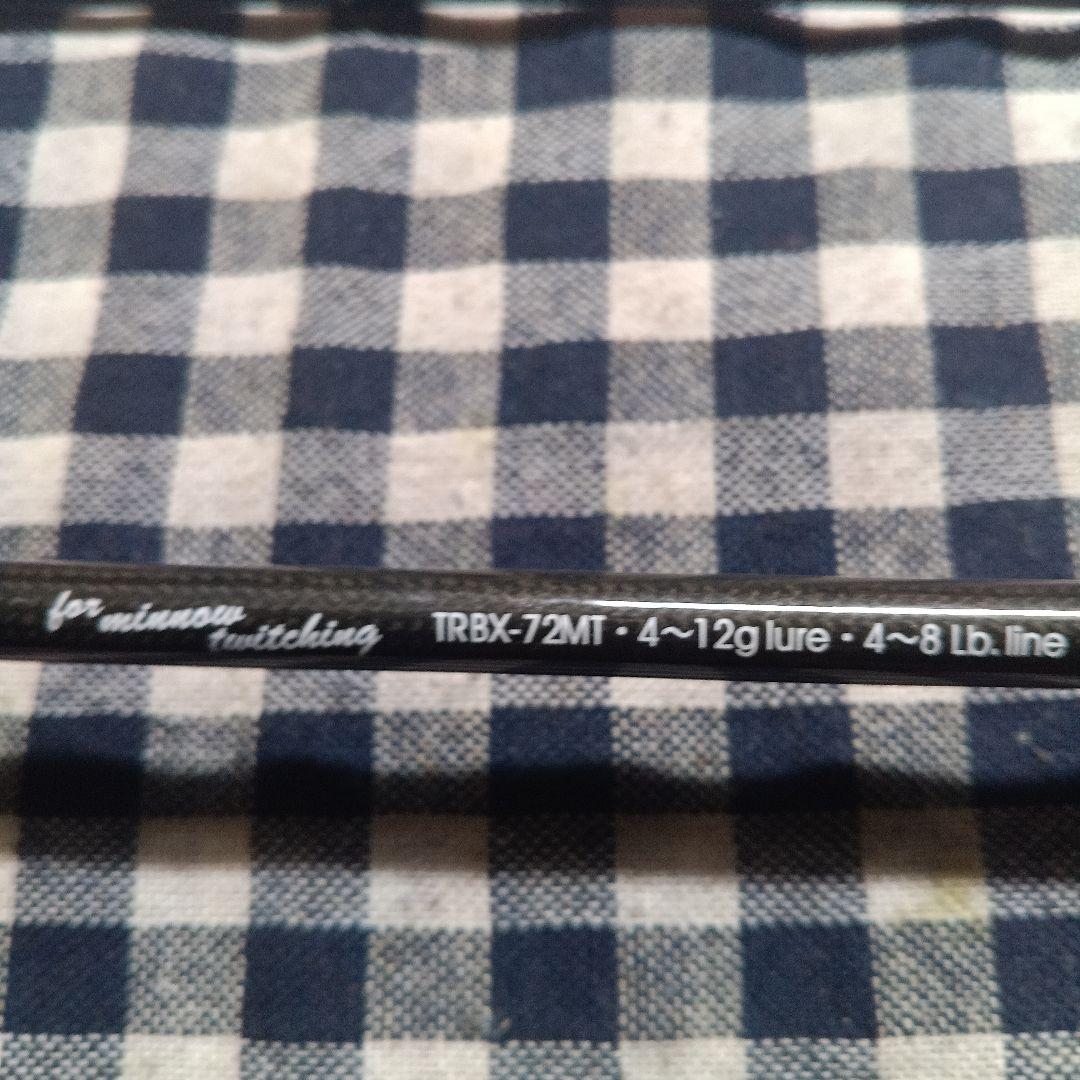 for minnow twitching TRBX-72MT・4～12g lure・4～8 Lb. line